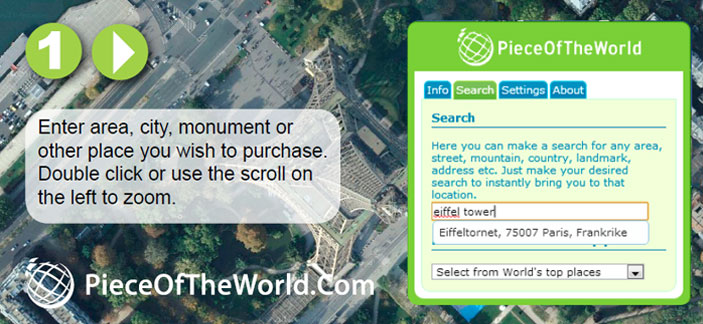 1
Enter area, city, monument or
other place you wish to purchase.
Double click or use the scroll on
the left to zoom.
PieceOfTheWorld.Com
PieceOfTheWorld
Info Search Settings About
Search
Here you can make a search for any area,
street, mountain, country, landmark,
address etc. Just make your desired
search to instantly bring you to that
location.
eiffel tower
Eiffeltornet, 75007 Paris, Frankrike
Select from World's top places